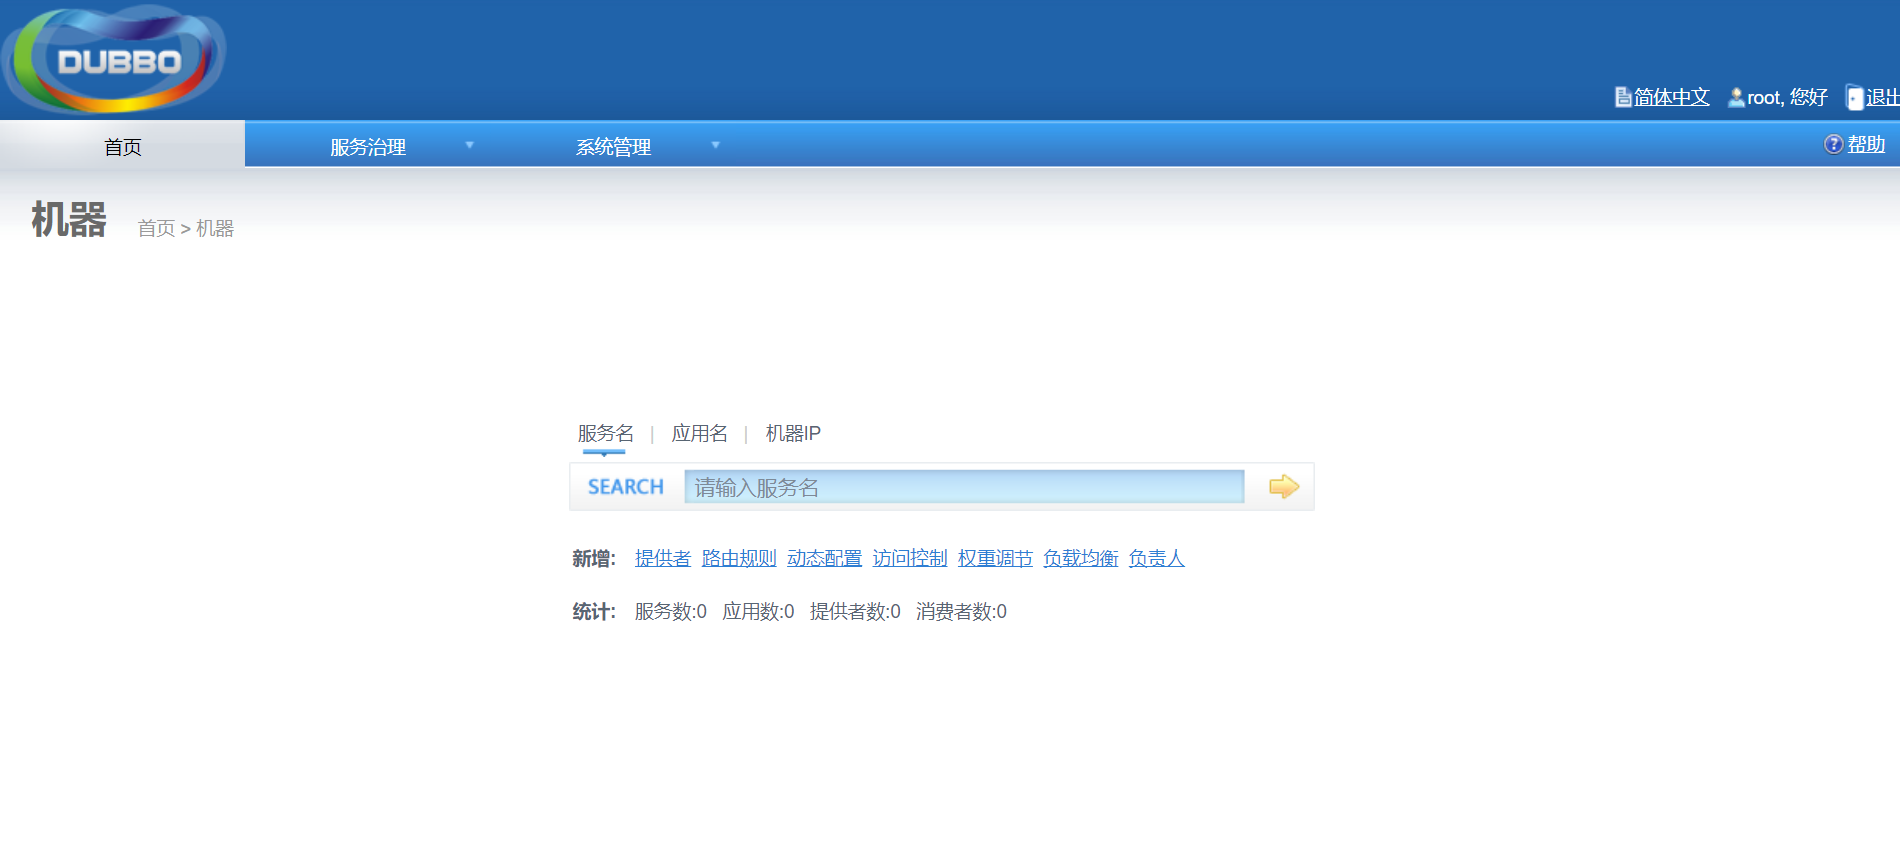 DUBBO
简体中文 root, 您好 退出
首页 服务治理 系统管理 帮助
机器 首页 > 机器
服务名 | 应用名 | 机器IP
SEARCH 请输入服务名
新增: 提供者 路由规则 动态配置 访问控制 权重调节 负载均衡 负责人
统计: 服务数:0 应用数:0 提供者数:0 消费者数:0